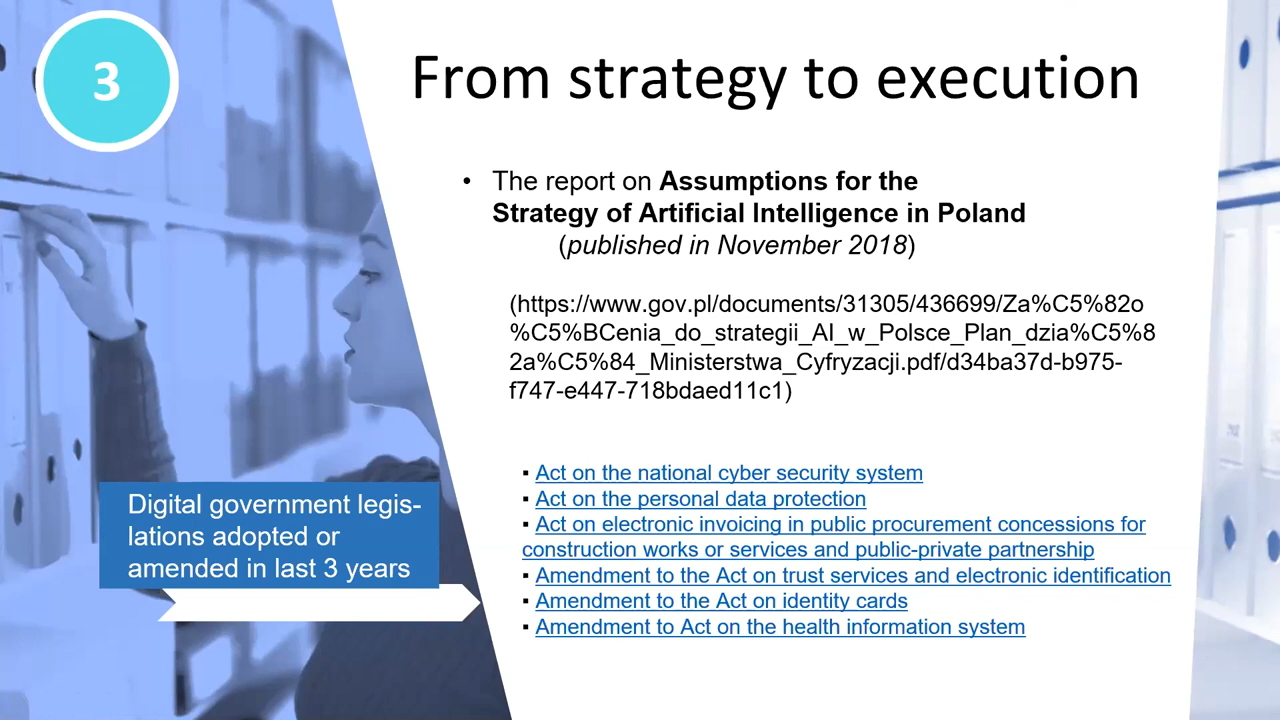 3
From strategy to execution
• The report on Assumptions for the
Strategy of Artificial Intelligence in Poland
(published in November 2018)
(https://www.gov.pl/documents/31305/436699/Za%C5%82o
%C5%BCenia_do_strategii_AI_w_Polsce_Plan_dzia%C5%8
2a%C5%84_Ministerstwa_Cyfryzacji.pdf/d34ba37d-b975-
f747-e447-718bdaed11c1)
Digital government legis-
lations adopted or
amended in last 3 years
▪ Act on the national cyber security system
▪ Act on the personal data protection
▪ Act on electronic invoicing in public procurement concessions for
construction works or services and public-private partnership
▪ Amendment to the Act on trust services and electronic identification
▪ Amendment to the Act on identity cards
▪ Amendment to Act on the health information system